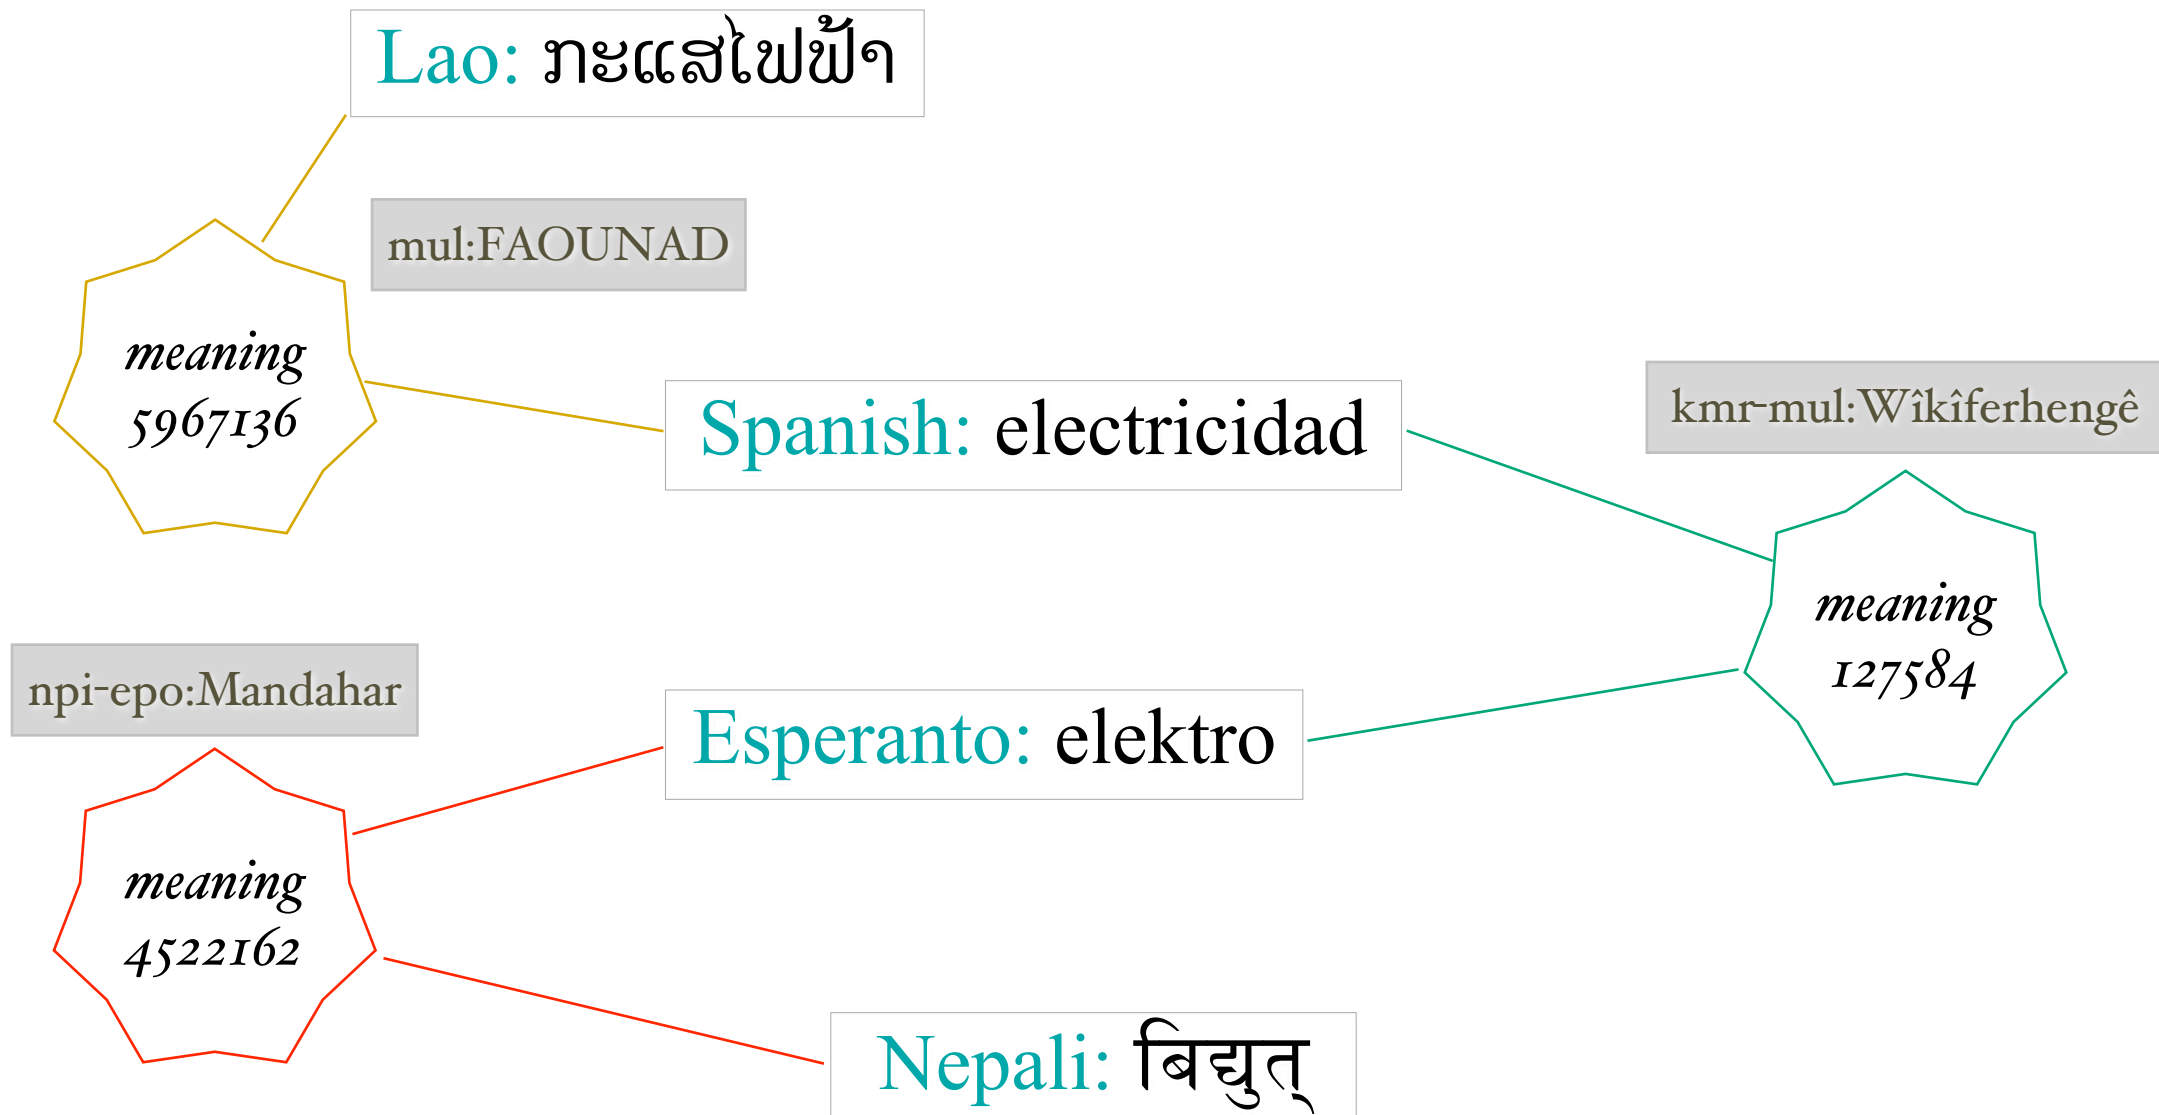 Lao: ກະແສໄຟຟ້າ
mul:FAOUNAD
meaning
5967136
Spanish: electricidad
kmr-mul:Wîkîferhengê
meaning
127584
npi-epo:Mandahar
Esperanto: elektro
meaning
4522162
Nepali: बिद्युत्